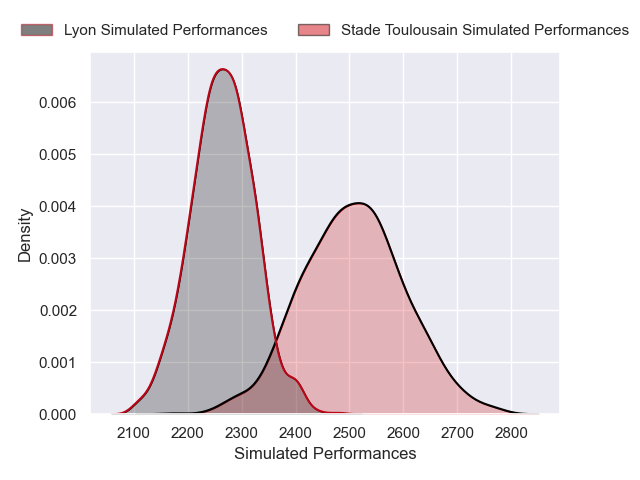 Lyon Simulated Performances
Stade Toulousain Simulated Performances
0.006
0.005
0.004
0.003
0.002
0.001
0.000
Density
2100 2200 2300 2400 2500 2600 2700 2800
Simulated Performances